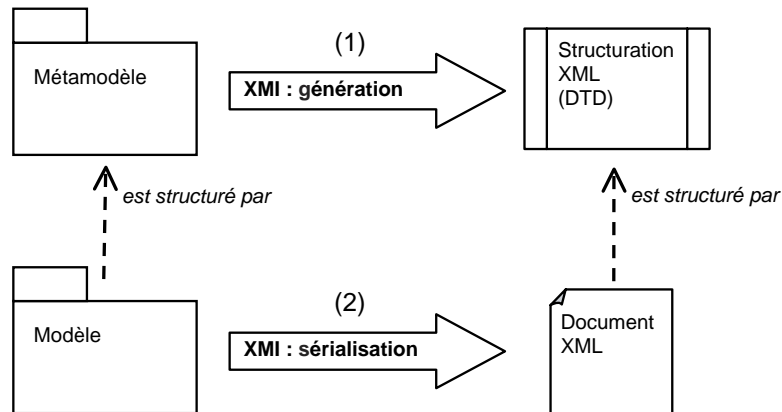 (1)
Métamodèle
XMI : génération
Structuration
XML
(DTD)
est structuré par
est structuré par
(2)
Modèle
XMI : sérialisation
Document
XML